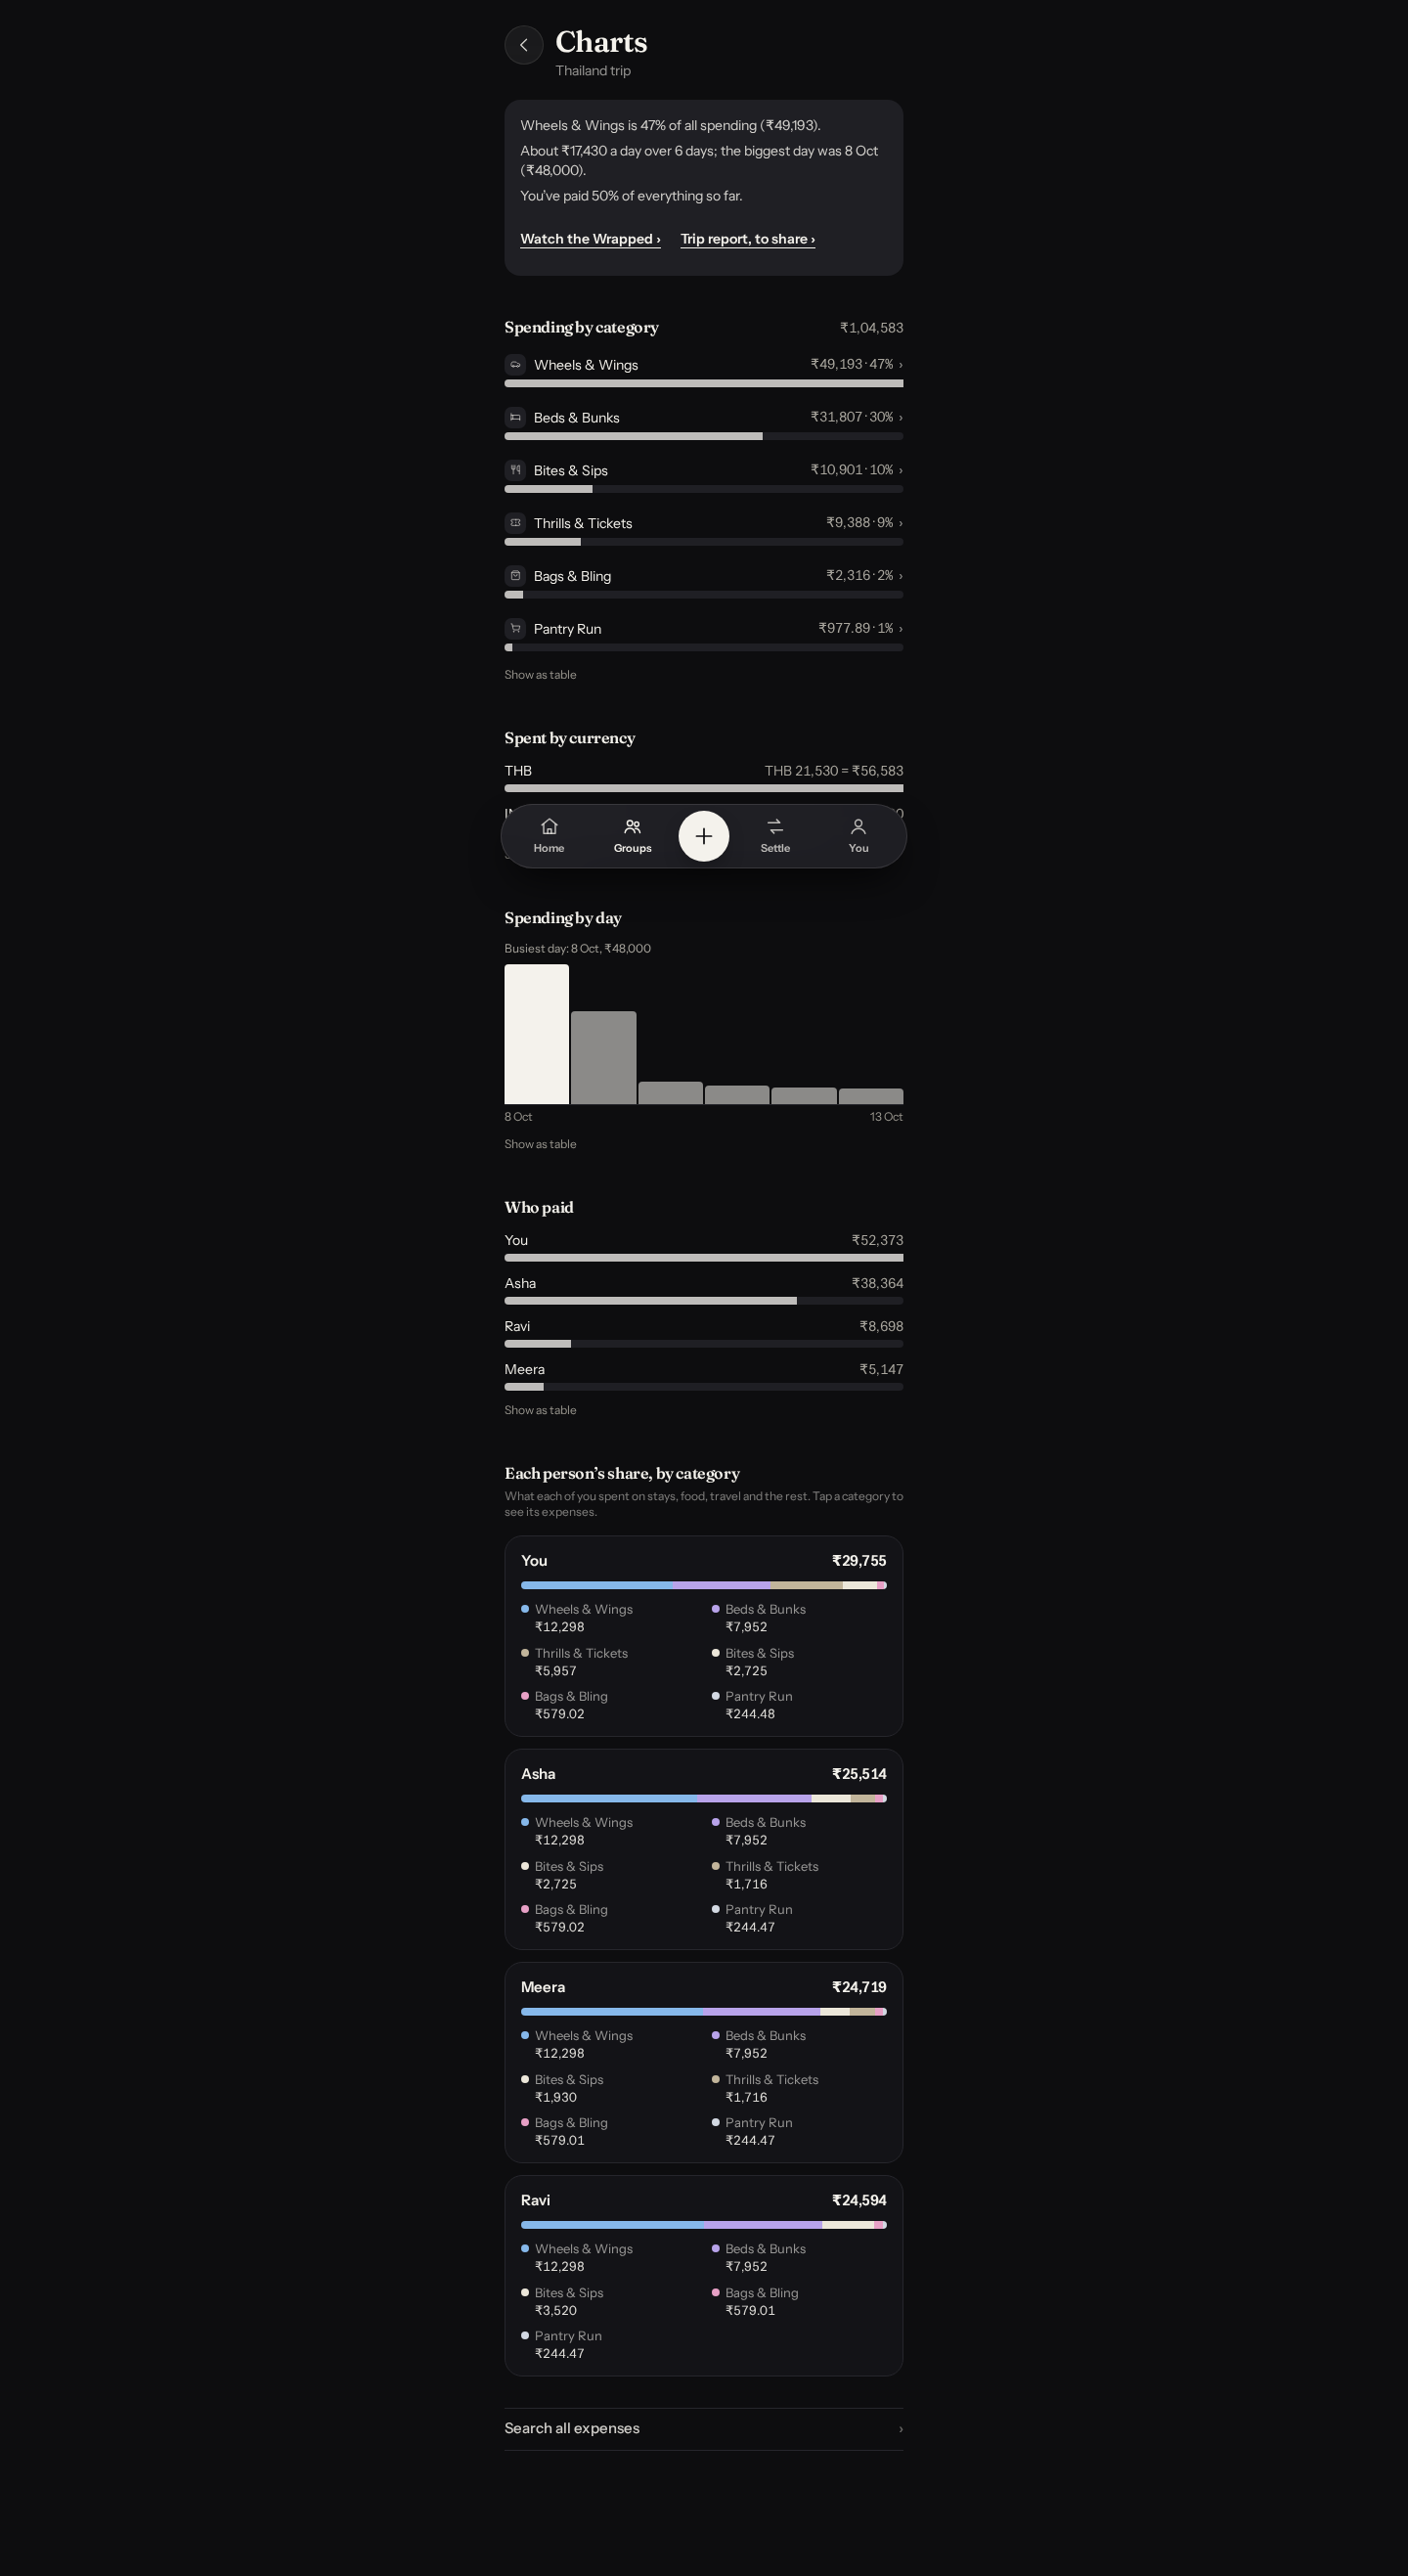 Charts
Thailand trip
Wheels & Wings is 47% of all spending (₹49,193).
About ₹17,430 a day over 6 days; the biggest day was 8 Oct
(₹48,000).
You’ve paid 50% of everything so far.
Watch the Wrapped › Trip report, to share ›
Spending by category ₹1,04,583
Wheels & Wings ₹49,193 · 47% ›
Beds & Bunks ₹31,807 · 30% ›
Bites & Sips ₹10,901 · 10% ›
Thrills & Tickets ₹9,388 · 9% ›
Bags & Bling ₹2,316 · 2% ›
Pantry Run ₹977.89 · 1% ›
Show as table
Spent by currency
THB THB 21,530 = ₹56,583
Home Groups Settle You
Spending by day
Busiest day: 8 Oct, ₹48,000
8 Oct 13 Oct
Show as table
Who paid
You ₹52,373
Asha ₹38,364
Ravi ₹8,698
Meera ₹5,147
Show as table
Each person’s share, by category
What each of you spent on stays, food, travel and the rest. Tap a category to
see its expenses.
You ₹29,755
Wheels & Wings Beds & Bunks
₹12,298 ₹7,952
Thrills & Tickets Bites & Sips
₹5,957 ₹2,725
Bags & Bling Pantry Run
₹579.02 ₹244.48
Asha ₹25,514
Wheels & Wings Beds & Bunks
₹12,298 ₹7,952
Bites & Sips Thrills & Tickets
₹2,725 ₹1,716
Bags & Bling Pantry Run
₹579.02 ₹244.47
Meera ₹24,719
Wheels & Wings Beds & Bunks
₹12,298 ₹7,952
Bites & Sips Thrills & Tickets
₹1,930 ₹1,716
Bags & Bling Pantry Run
₹579.01 ₹244.47
Ravi ₹24,594
Wheels & Wings Beds & Bunks
₹12,298 ₹7,952
Bites & Sips Bags & Bling
₹3,520 ₹579.01
Pantry Run
₹244.47
Search all expenses ›